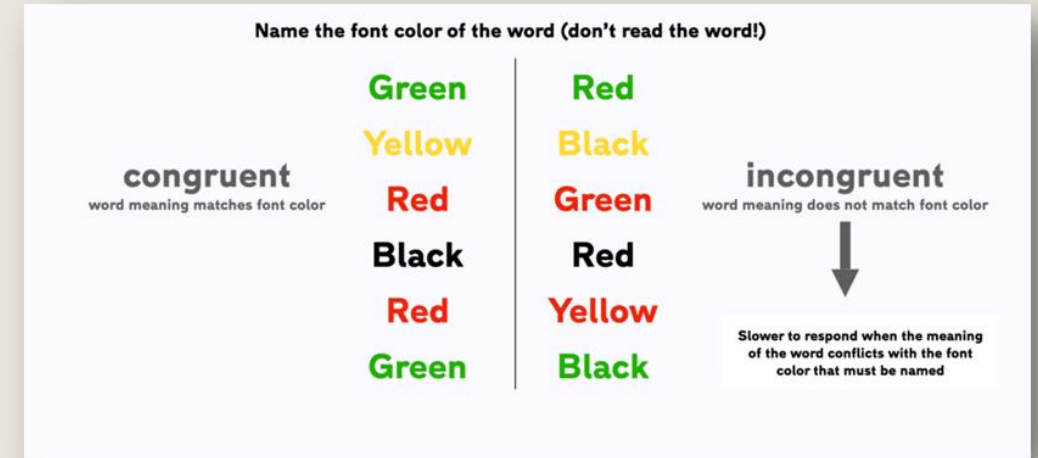 Name the font color of the word (don't read the word!)
congruent
word meaning matches font color
Green
Yellow
Red
Black
Red
Green
Red
Black
Green
Red
Yellow
Black
incongruent
word meaning does not match font color
Slower to respond when the meaning
of the word conflicts with the font
color that must be named